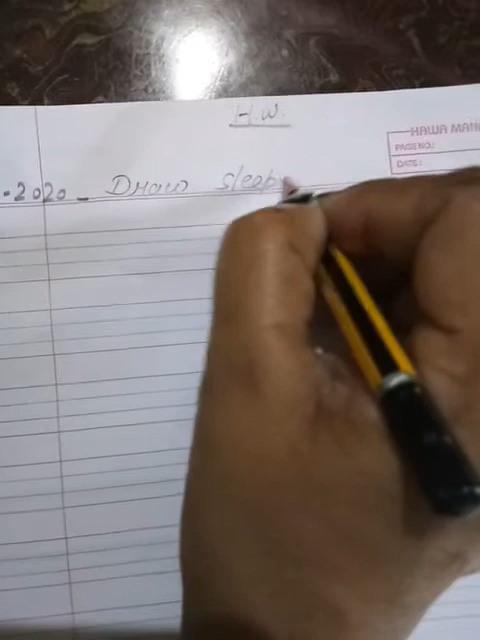 H.W.
HAWA MAN
PAGE NO.:
DATE:
-2020 - Draw sleep